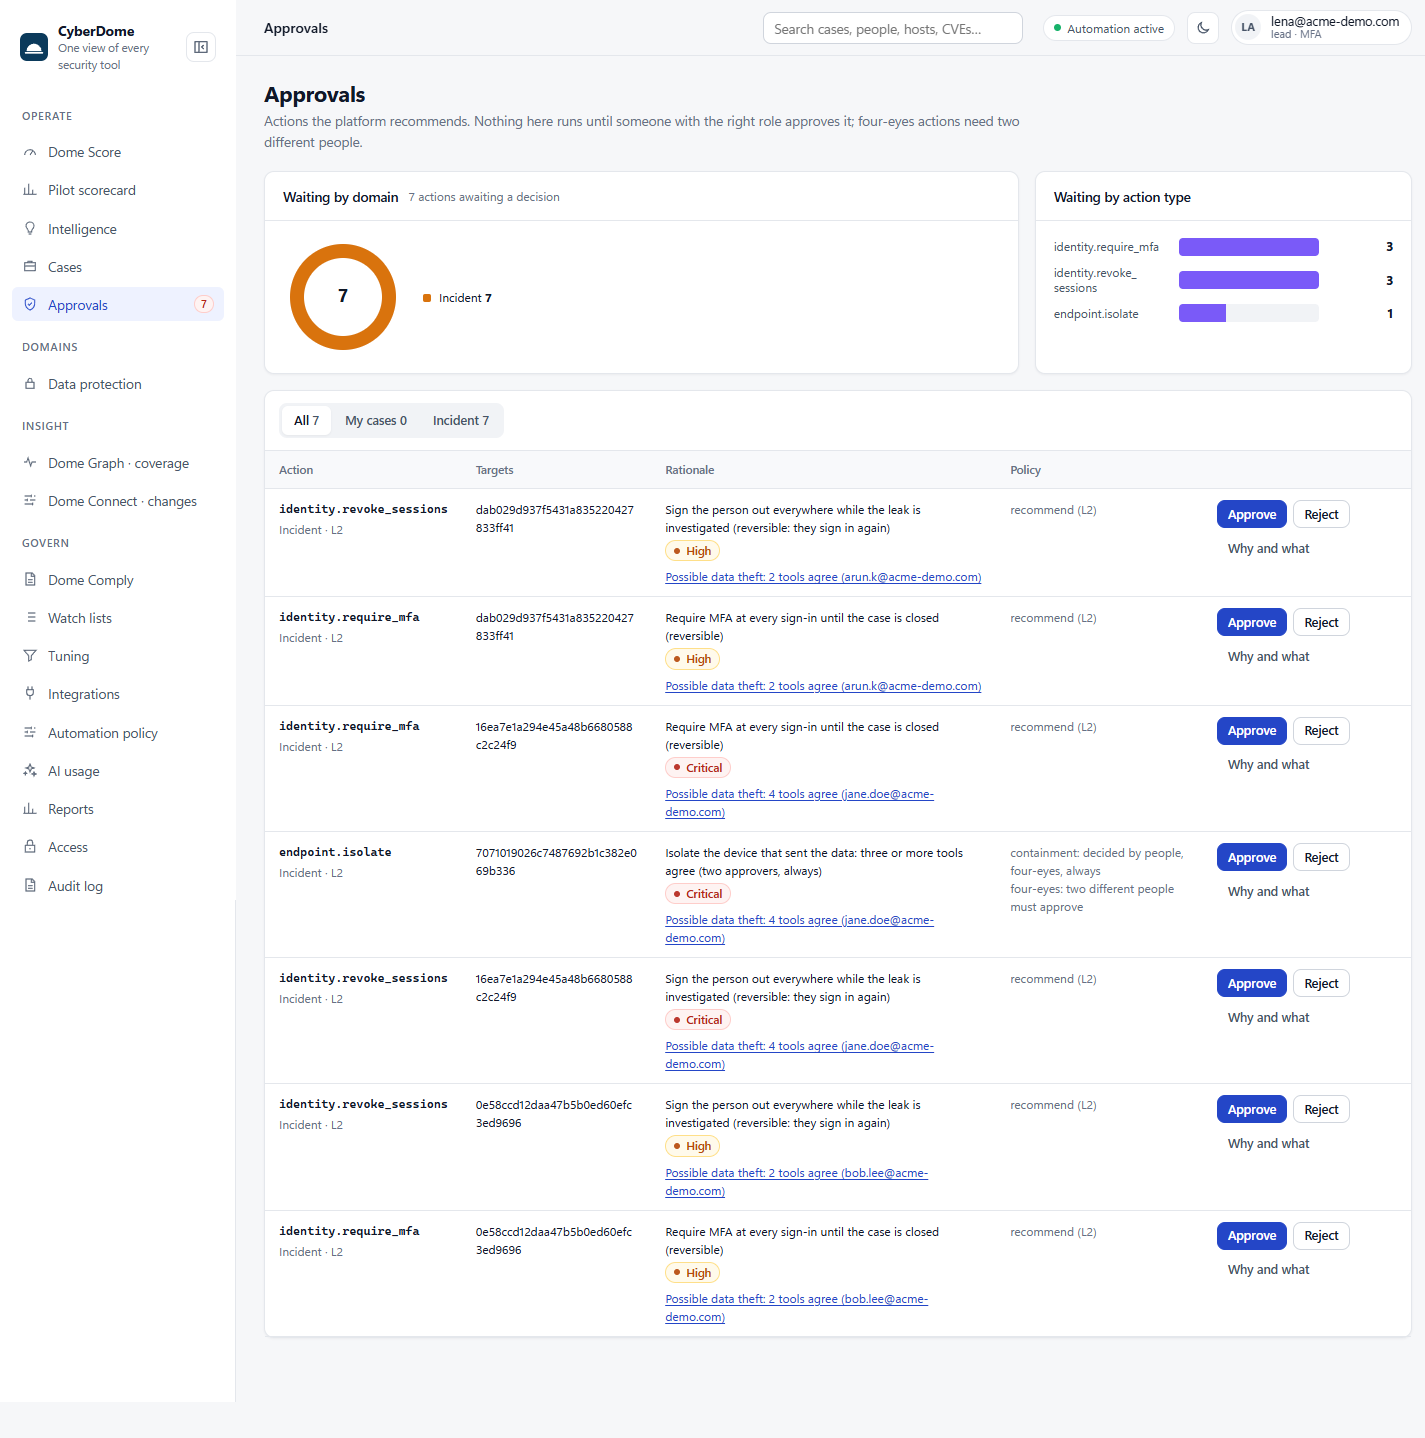 CyberDome
One view of every
security tool
OPERATE
Dome Score
Pilot scorecard
Intelligence
Cases
Approvals 7
DOMAINS
Data protection
INSIGHT
Dome Graph · coverage
Dome Connect · changes
GOVERN
Dome Comply
Watch lists
Tuning
Integrations
Automation policy
AI usage
Reports
Access
Audit log
Approvals
Search cases, people, hosts, CVEs...
Automation active
LA
lena@acme-demo.com
lead · MFA
Approvals
Actions the platform recommends. Nothing here runs until someone with the right role approves it; four-eyes actions need two
different people.
Waiting by domain 7 actions awaiting a decision
7
Incident 7
Waiting by action type
identity.require_mfa 3
identity.revoke_
sessions 3
endpoint.isolate 1
All 7 My cases 0 Incident 7
Action Targets Rationale Policy
identity.revoke_sessions
Incident · L2
dab029d937f5431a835220427
833ff41
Sign the person out everywhere while the leak is
investigated (reversible: they sign in again)
High
Possible data theft: 2 tools agree (arun.k@acme-demo.com)
recommend (L2)
Approve Reject
Why and what
identity.require_mfa
Incident · L2
dab029d937f5431a835220427
833ff41
Require MFA at every sign-in until the case is closed
(reversible)
High
Possible data theft: 2 tools agree (arun.k@acme-demo.com)
recommend (L2)
Approve Reject
Why and what
identity.require_mfa
Incident · L2
16ea7e1a294e45a48b6680588
c2c24f9
Require MFA at every sign-in until the case is closed
(reversible)
Critical
Possible data theft: 4 tools agree (jane.doe@acme-
demo.com)
recommend (L2)
Approve Reject
Why and what
endpoint.isolate
Incident · L2
7071019026c7487692b1c382e0
69b336
Isolate the device that sent the data: three or more tools
agree (two approvers, always)
Critical
Possible data theft: 4 tools agree (jane.doe@acme-
demo.com)
containment: decided by people,
four-eyes, always
four-eyes: two different people
must approve
Approve Reject
Why and what
identity.revoke_sessions
Incident · L2
16ea7e1a294e45a48b6680588
c2c24f9
Sign the person out everywhere while the leak is
investigated (reversible: they sign in again)
Critical
Possible data theft: 4 tools agree (jane.doe@acme-
demo.com)
recommend (L2)
Approve Reject
Why and what
identity.revoke_sessions
Incident · L2
0e58ccd12daa47b5b0ed60efc
3ed9696
Sign the person out everywhere while the leak is
investigated (reversible: they sign in again)
High
Possible data theft: 2 tools agree (bob.lee@acme-
demo.com)
recommend (L2)
Approve Reject
Why and what
identity.require_mfa
Incident · L2
0e58ccd12daa47b5b0ed60efc
3ed9696
Require MFA at every sign-in until the case is closed
(reversible)
High
Possible data theft: 2 tools agree (bob.lee@acme-
demo.com)
recommend (L2)
Approve Reject
Why and what